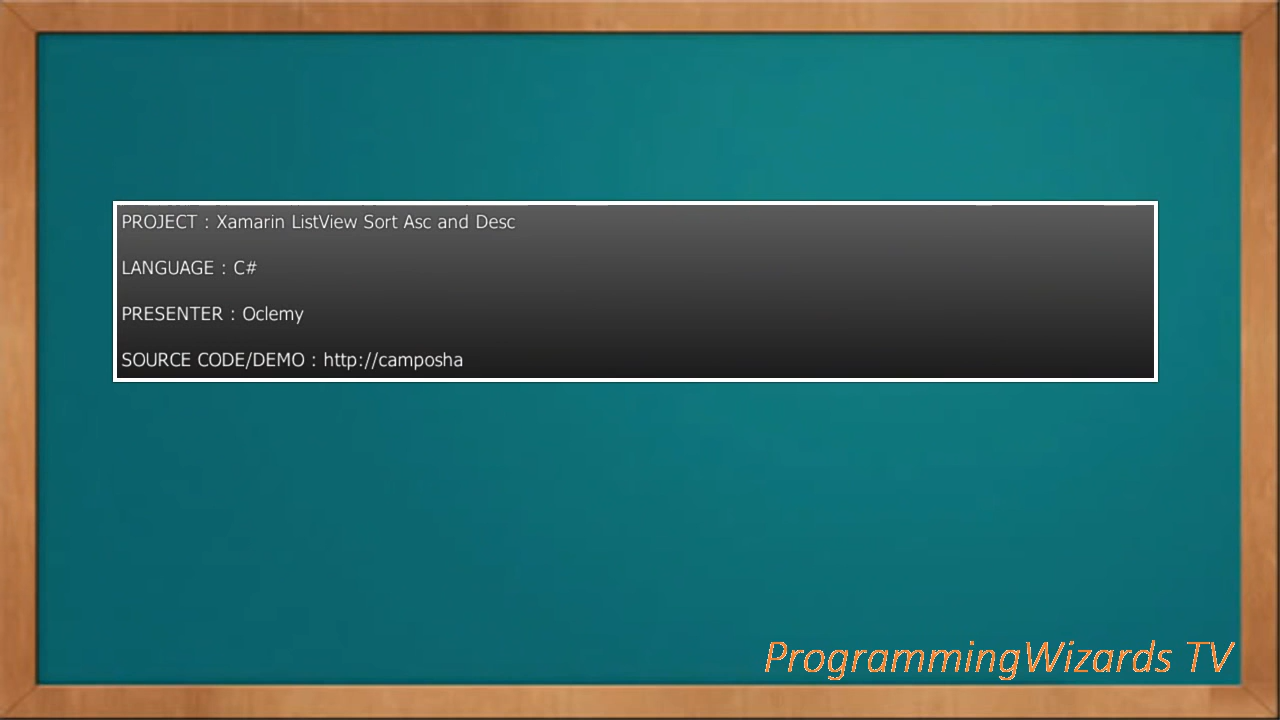 PROJECT : Xamarin ListView Sort Asc and Desc
LANGUAGE : C#
PRESENTER : Oclemy
SOURCE CODE/DEMO : http://camposha
ProgrammingWizards TV